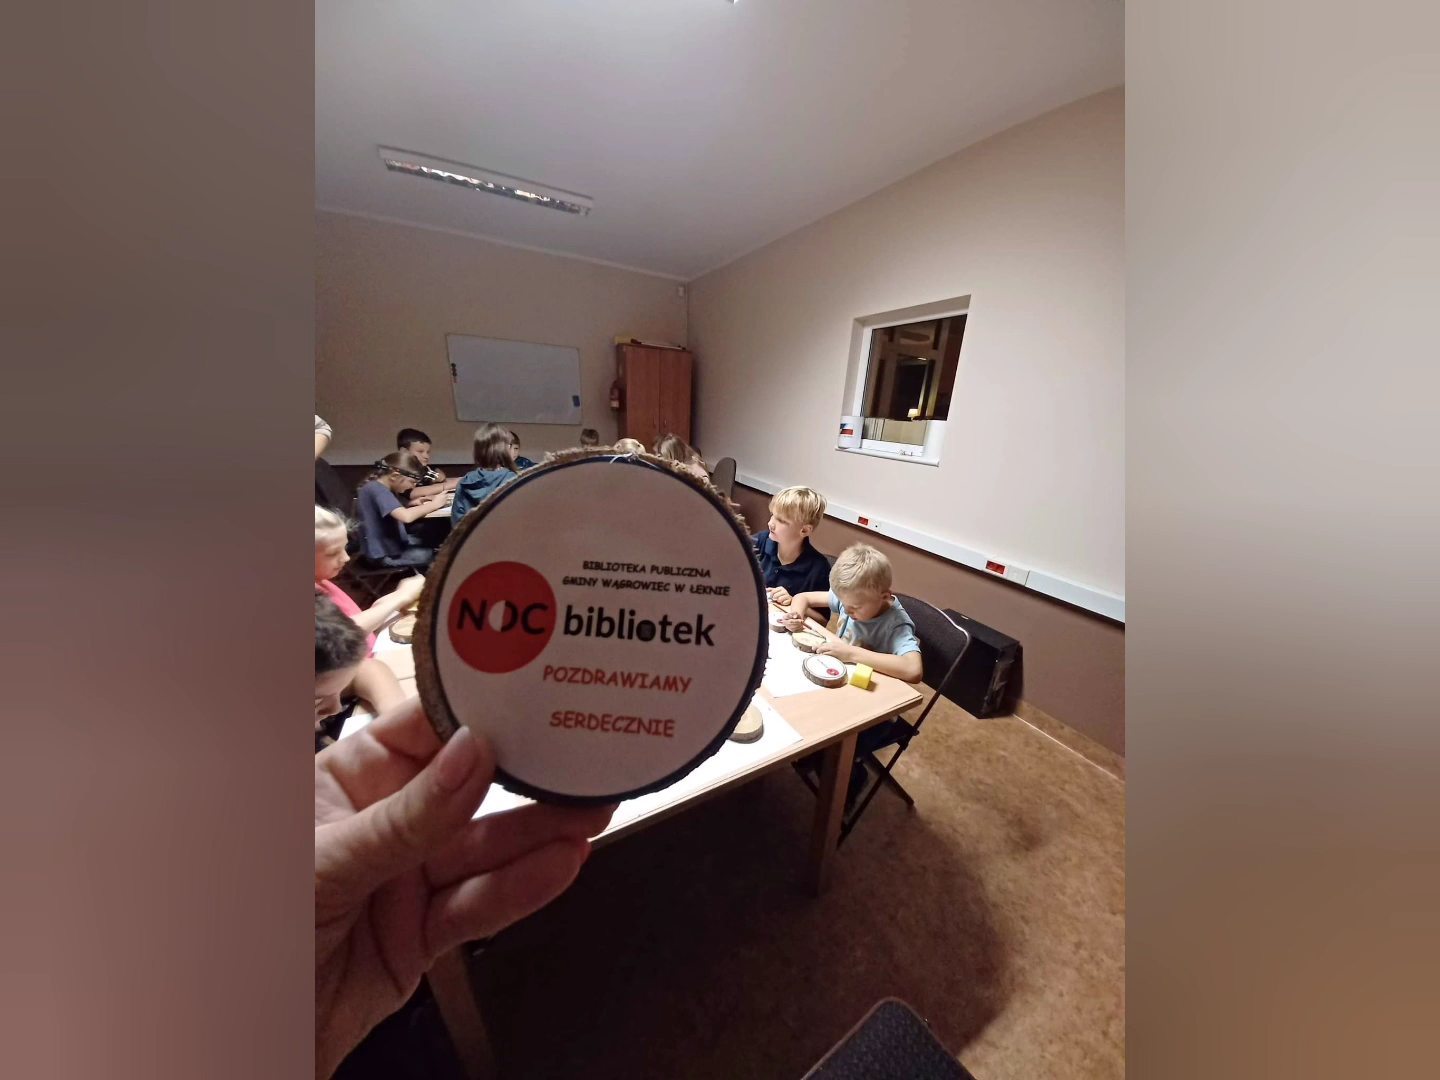 BIBLIOTEKA PUBLICZNA
GMINY WĄGROWIEC W ŁEKNIE
NOC bibliotek
POZDRAWIAMY
SERDECZNIE